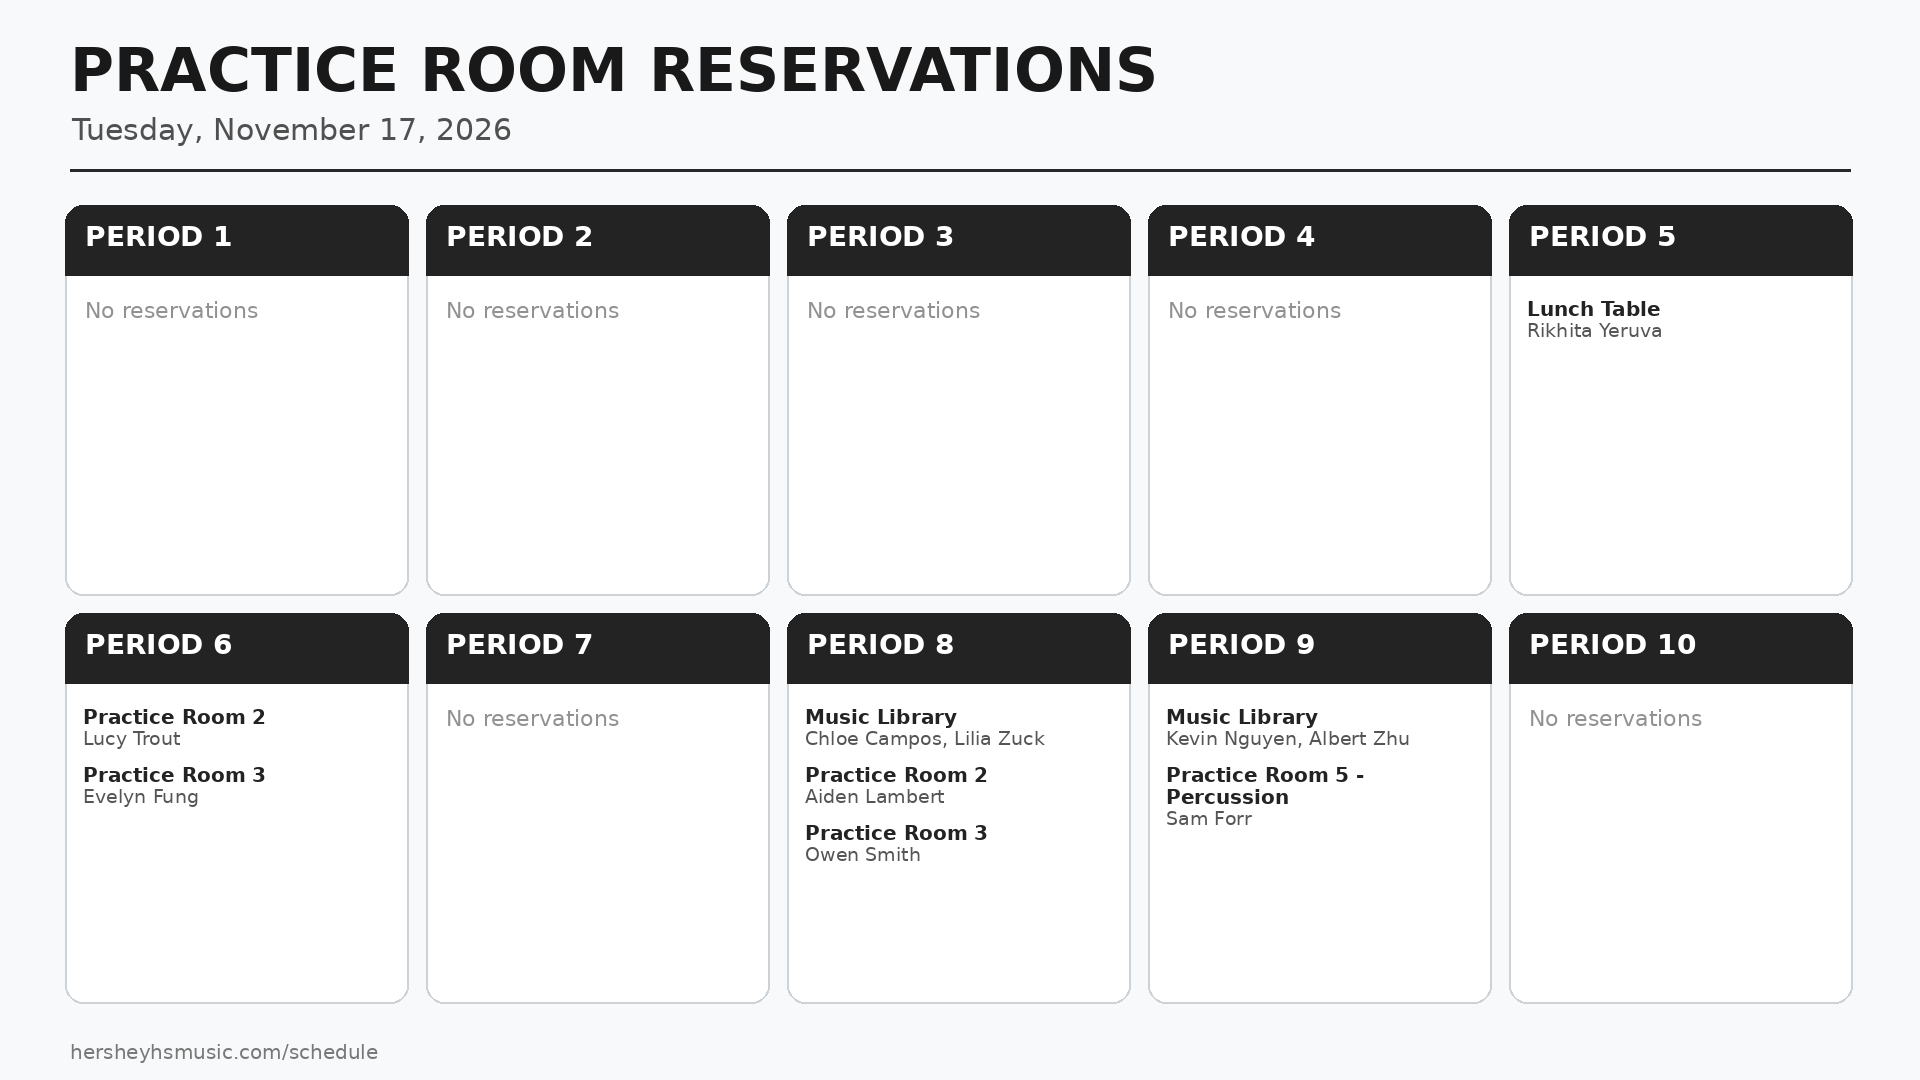 PRACTICE ROOM RESERVATIONS
Tuesday, November 17, 2026
PERIOD 1
No reservations
PERIOD 2
No reservations
PERIOD 3
No reservations
PERIOD 4
No reservations
PERIOD 5
Lunch Table
Rikhita Yeruva
PERIOD 6
Practice Room 2
Lucy Trout
Practice Room 3
Evelyn Fung
PERIOD 7
No reservations
PERIOD 8
Music Library
Chloe Campos, Lilia Zuck
Practice Room 2
Aiden Lambert
Practice Room 3
Owen Smith
PERIOD 9
Music Library
Kevin Nguyen, Albert Zhu
Practice Room 5 -
Percussion
Sam Forr
PERIOD 10
No reservations
hersheyhsmusic.com/schedule